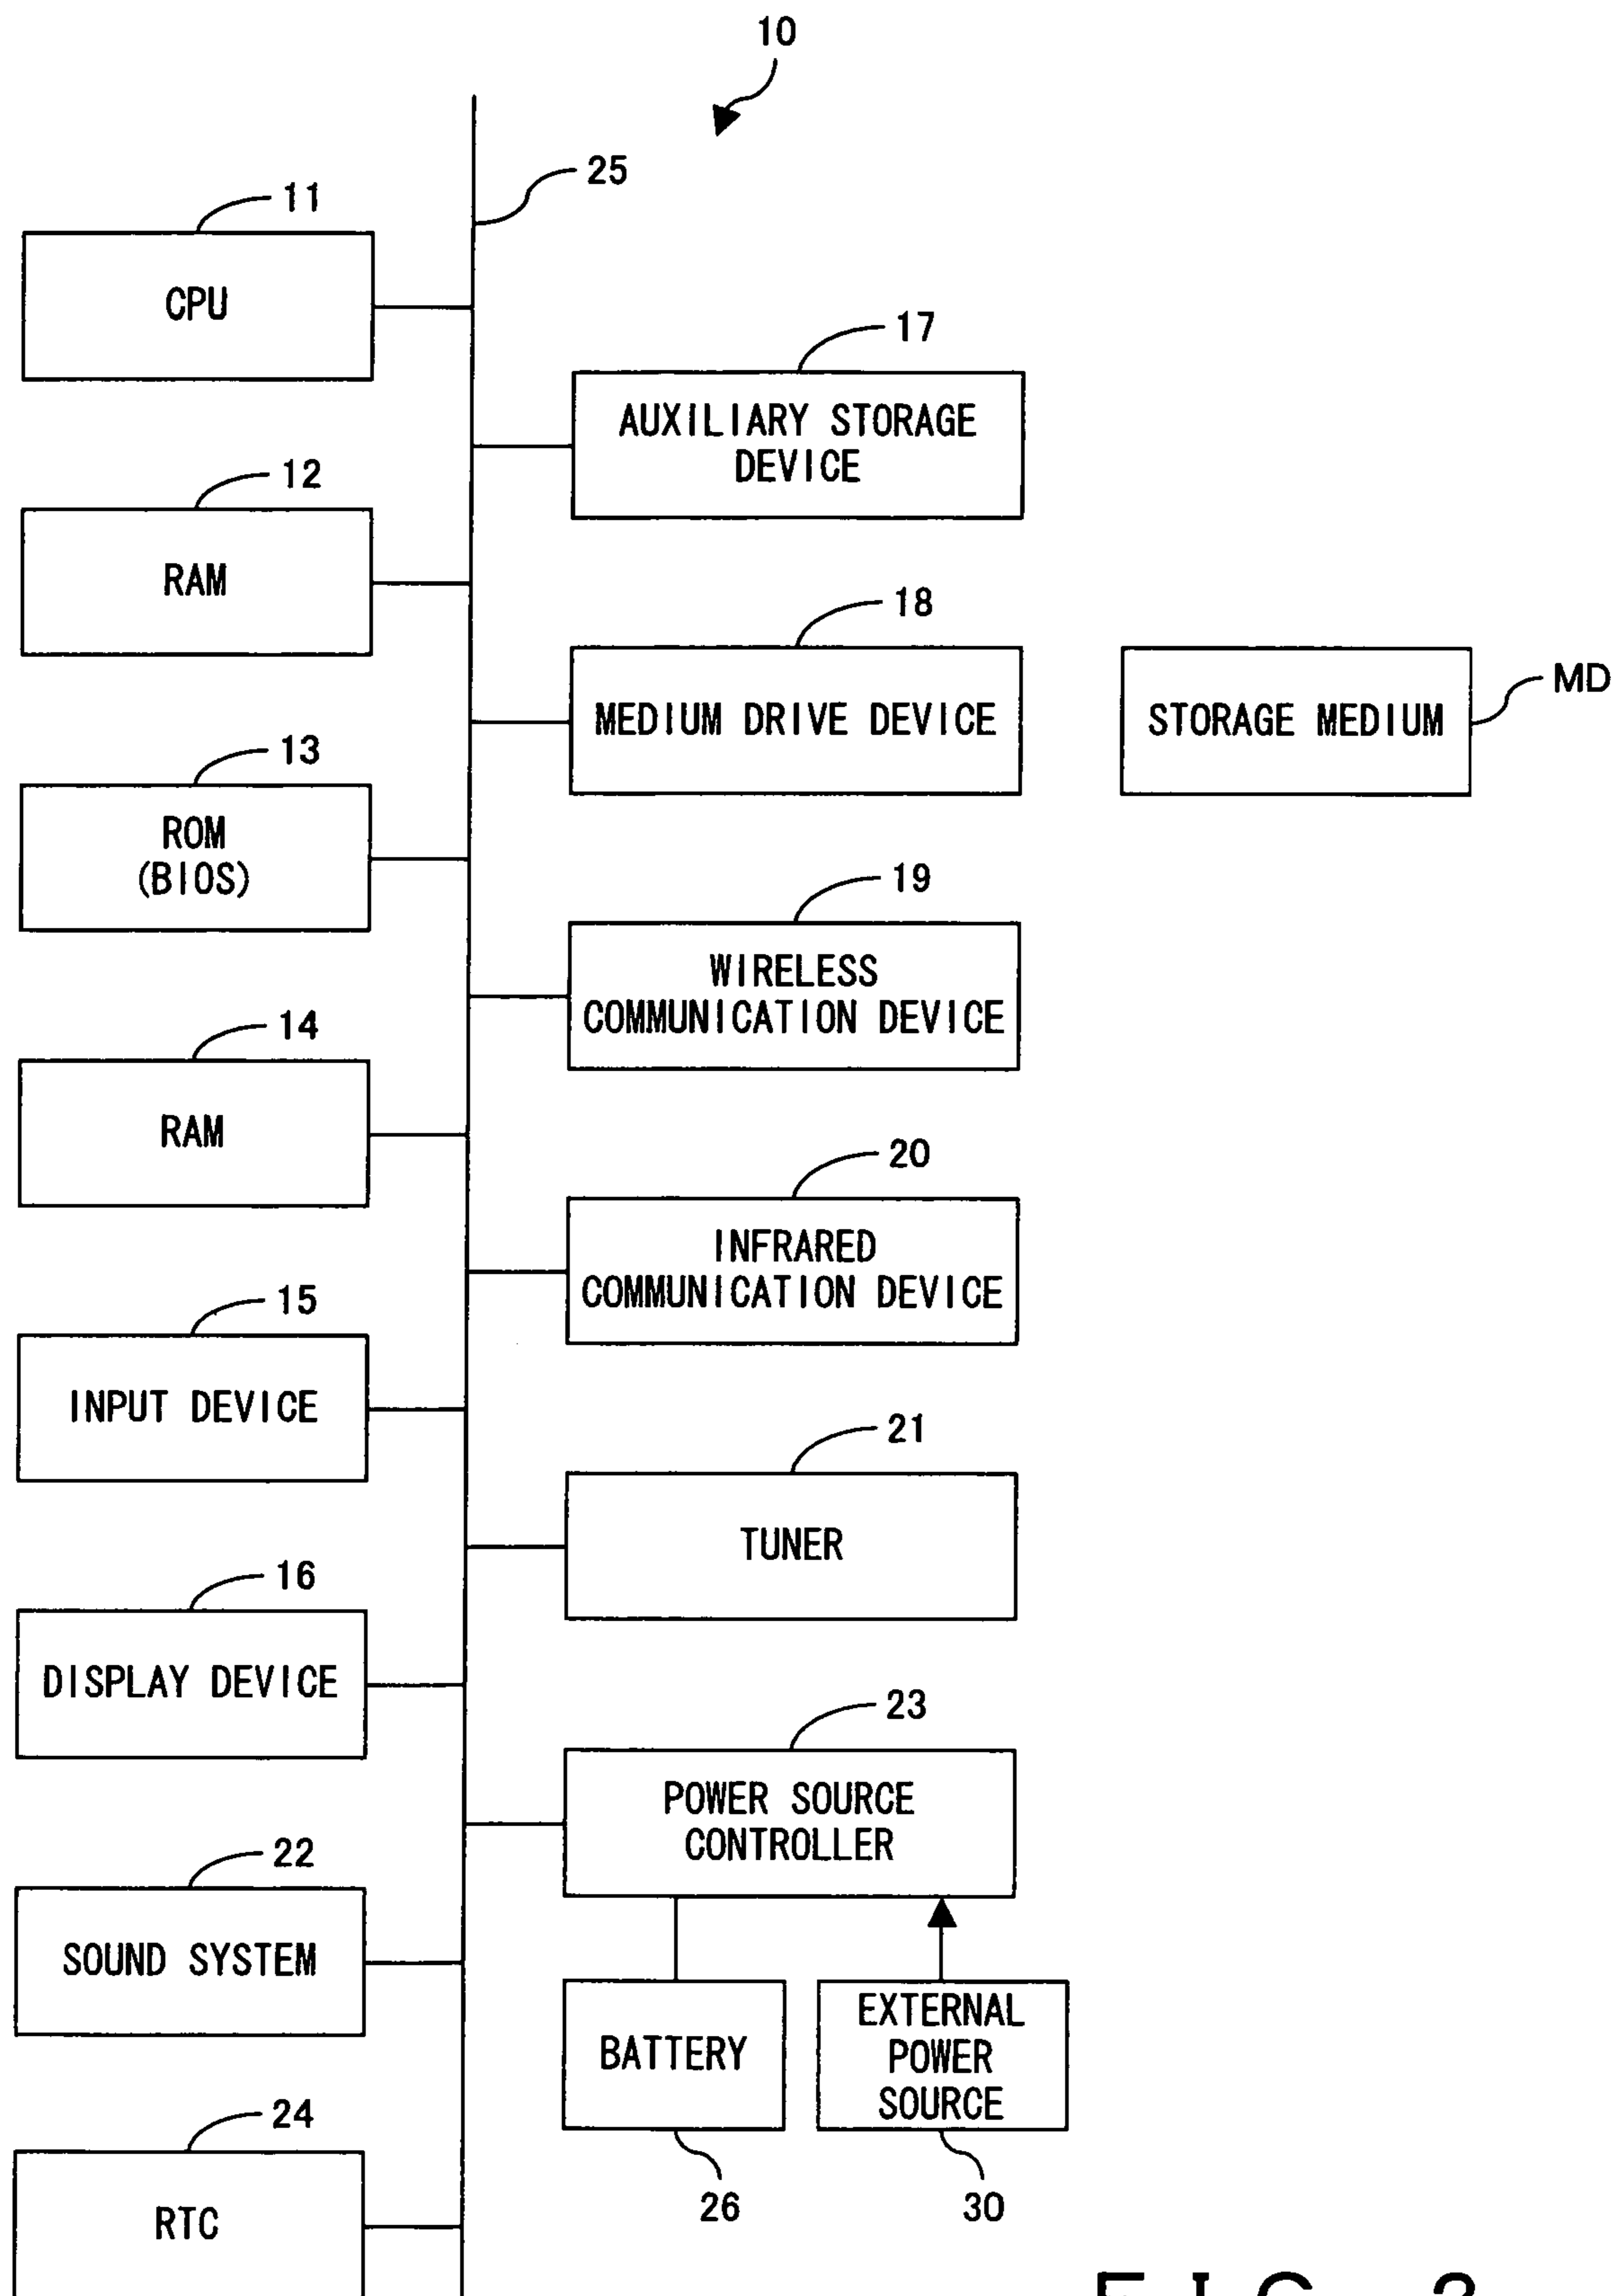 10
25
11
CPU
17
AUXILIARY STORAGE
DEVICE
12
RAM
18
MEDIUM DRIVE DEVICE
STORAGE MEDIUM
MD
13
ROM
(BIOS)
19
WIRELESS
COMMUNICATION DEVICE
14
RAM
20
INFRARED
COMMUNICATION DEVICE
15
INPUT DEVICE
21
TUNER
16
DISPLAY DEVICE
23
POWER SOURCE
CONTROLLER
22
SOUND SYSTEM
BATTERY
EXTERNAL
POWER
SOURCE
24
RTC
26
30